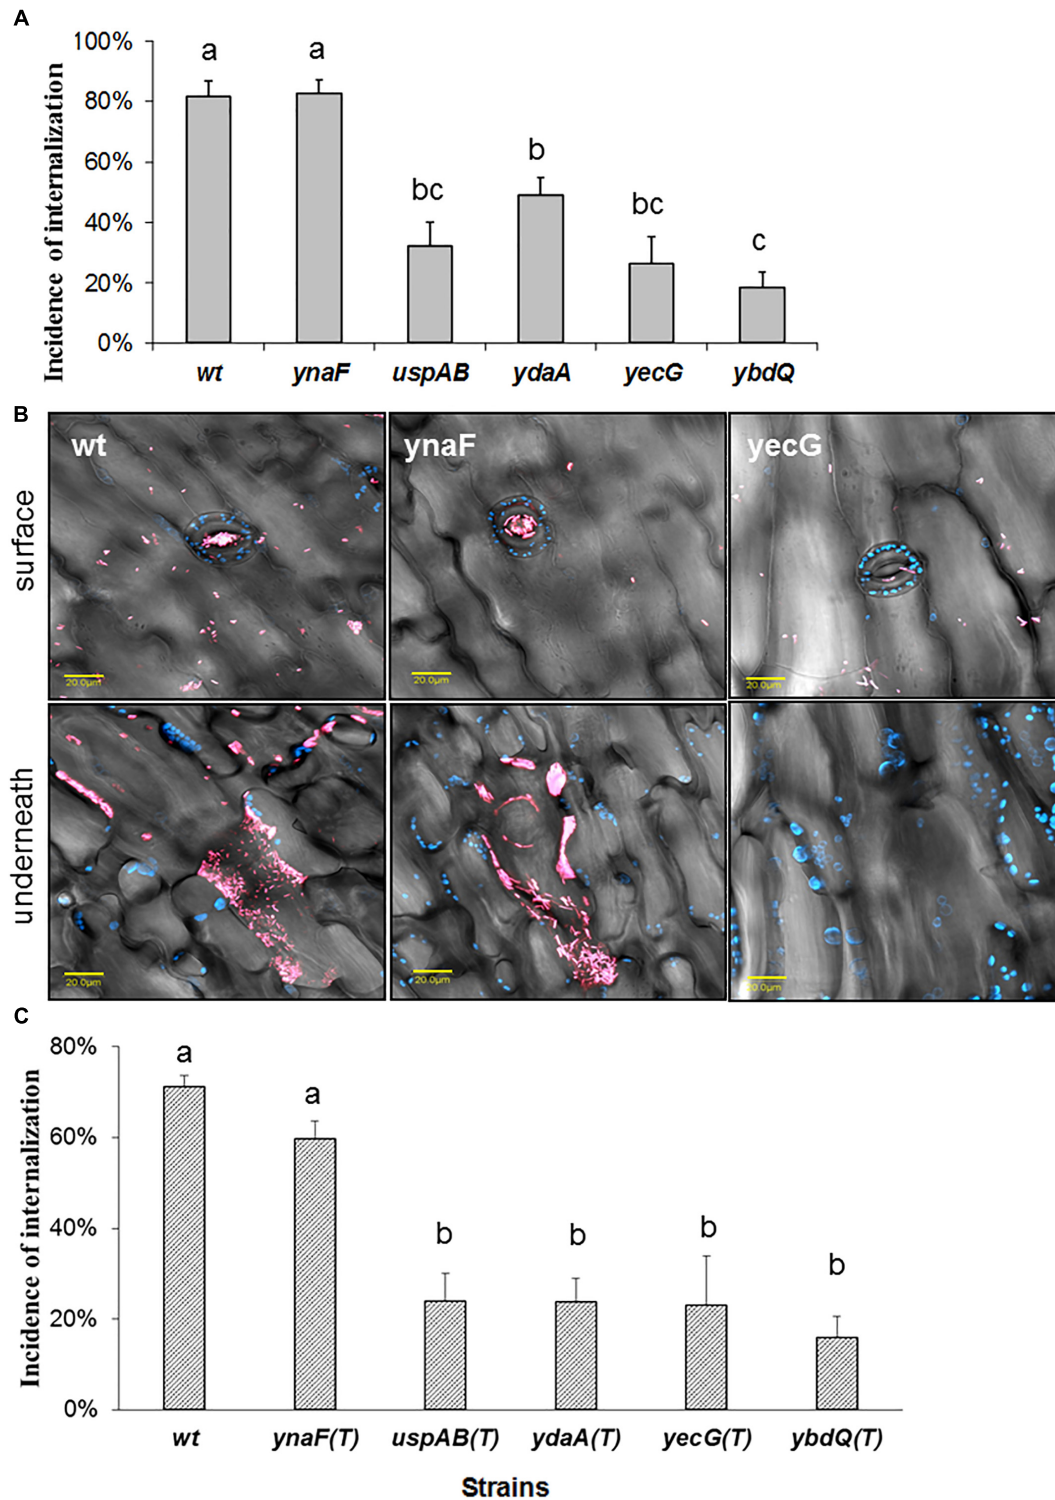 A
Incidence of internalization
100%
80%
60%
40%
20%
0%
a
a
bc
b
bc
c
wt
ynaF
uspAB
ydaA
yecG
ybdQ
B
surface
wt
ynaF
yecG
20.0µm
20.0µm
20.0µm
underneath
20.0µm
20.0µm
20.0µm
C
Incidence of internalization
80%
60%
40%
20%
0%
a
a
b
b
b
b
wt
ynaF(T)
uspAB(T)
ydaA(T)
yecG(T)
ybdQ(T)
Strains